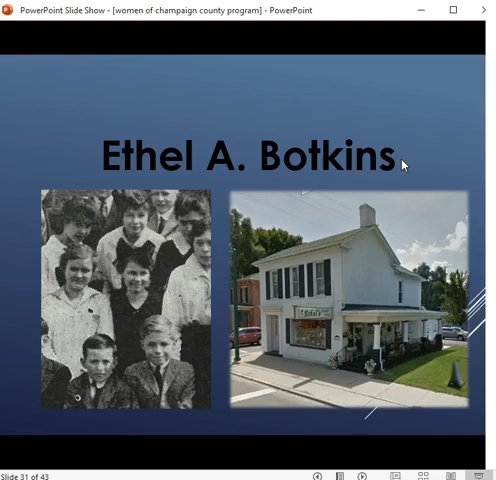 PowerPoint Slide Show - [women of champaign county program] - PowerPoint
Ethel A. Botkins
Ethel's
Slide 31 of 43